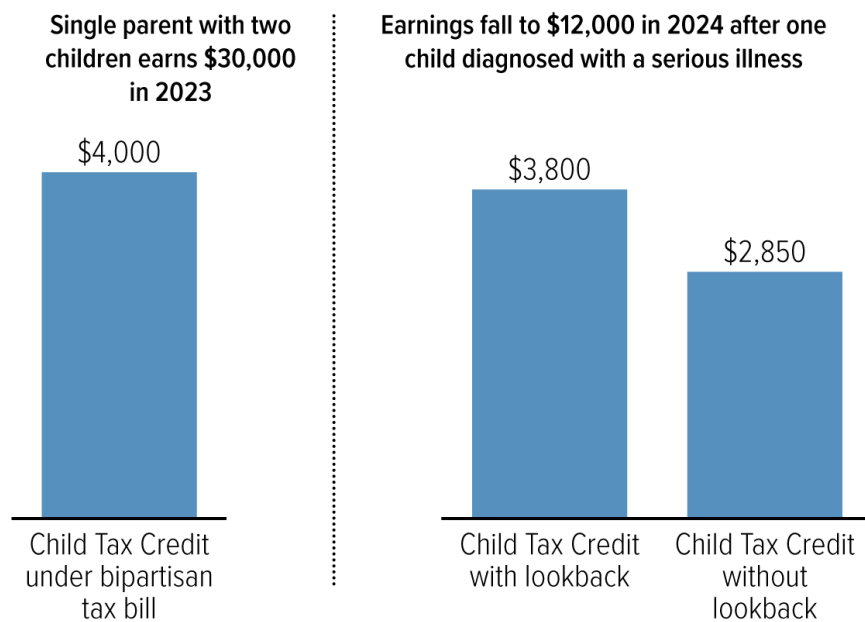 Single parent with two
children earns $30,000
in 2023
$4,000
Child Tax Credit
under bipartisan
tax bill
Earnings fall to $12,000 in 2024 after one
child diagnosed with a serious illness
$3,800
$2,850
Child Tax Credit
with lookback
Child Tax Credit
without
lookback